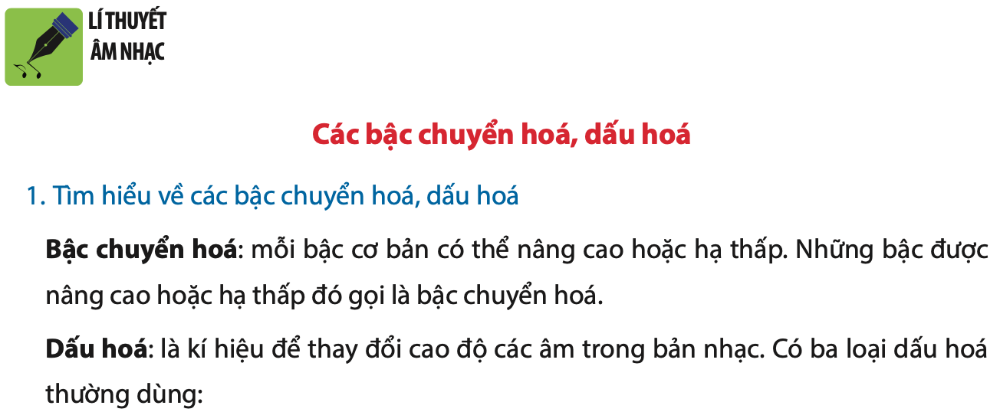 LÍ THUYẾT
ÂM NHẠC
Các bậc chuyển hoá, dấu hoá
1. Tìm hiểu về các bậc chuyển hoá, dấu hoá
Bậc chuyển hoá: mỗi bậc cơ bản có thể nâng cao hoặc hạ thấp. Những bậc được
nâng cao hoặc hạ thấp đó gọi là bậc chuyển hoá.
Dấu hoá: là kí hiệu để thay đổi cao độ các âm trong bản nhạc. Có ba loại dấu hoá
thường dùng: